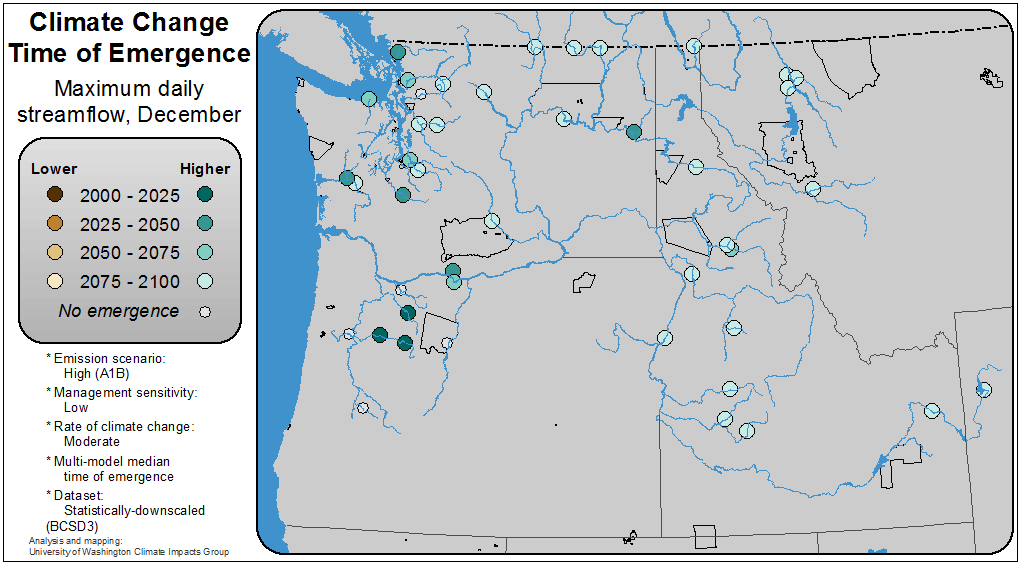 Climate Change
Time of Emergence
Maximum daily
streamflow, December
Lower Higher
2000 - 2025
2025 - 2050
2050 - 2075
2075 - 2100
No emergence
* Emission scenario:
High (A1B)
* Management sensitivity:
Low
* Rate of climate change:
Moderate
* Multi-model median
time of emergence
* Dataset:
Statistically-downscaled
(BCSD3)
Analysis and mapping:
University of Washington Climate Impacts Group